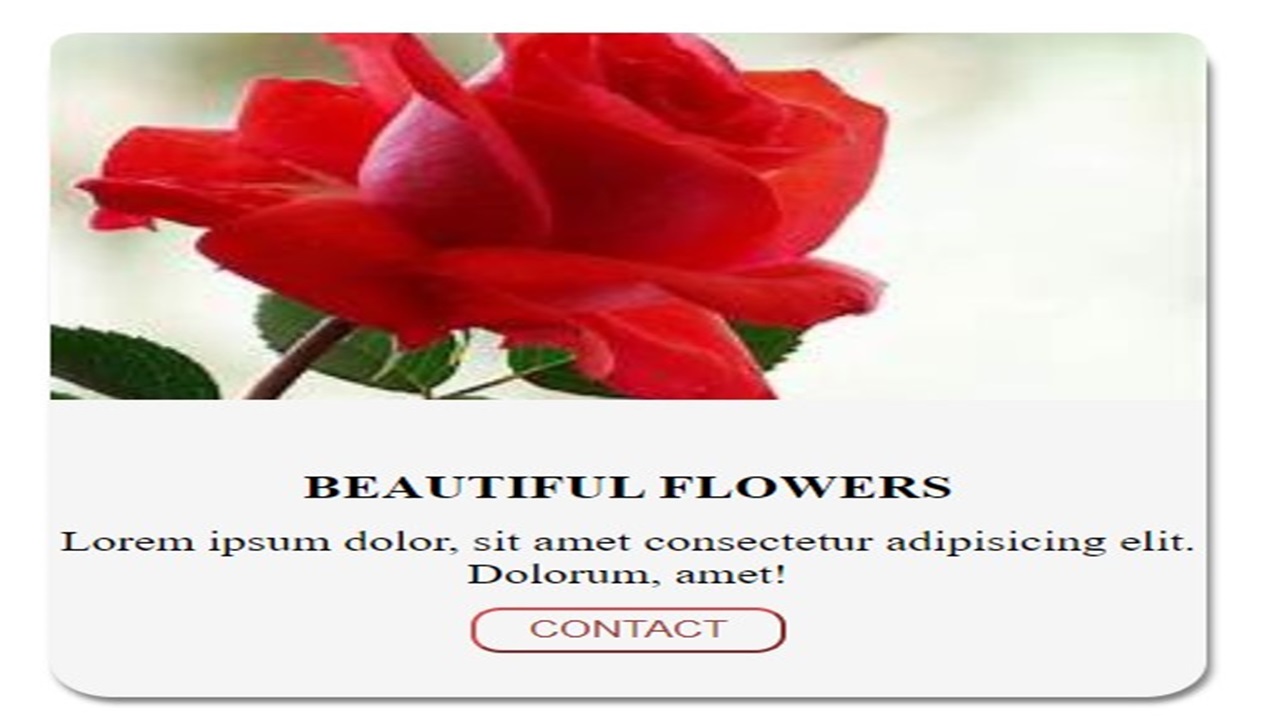 BEAUTIFUL FLOWERS
Lorem ipsum dolor, sit amet consectetur adipisicing elit.
Dolorum, amet!
CONTACT